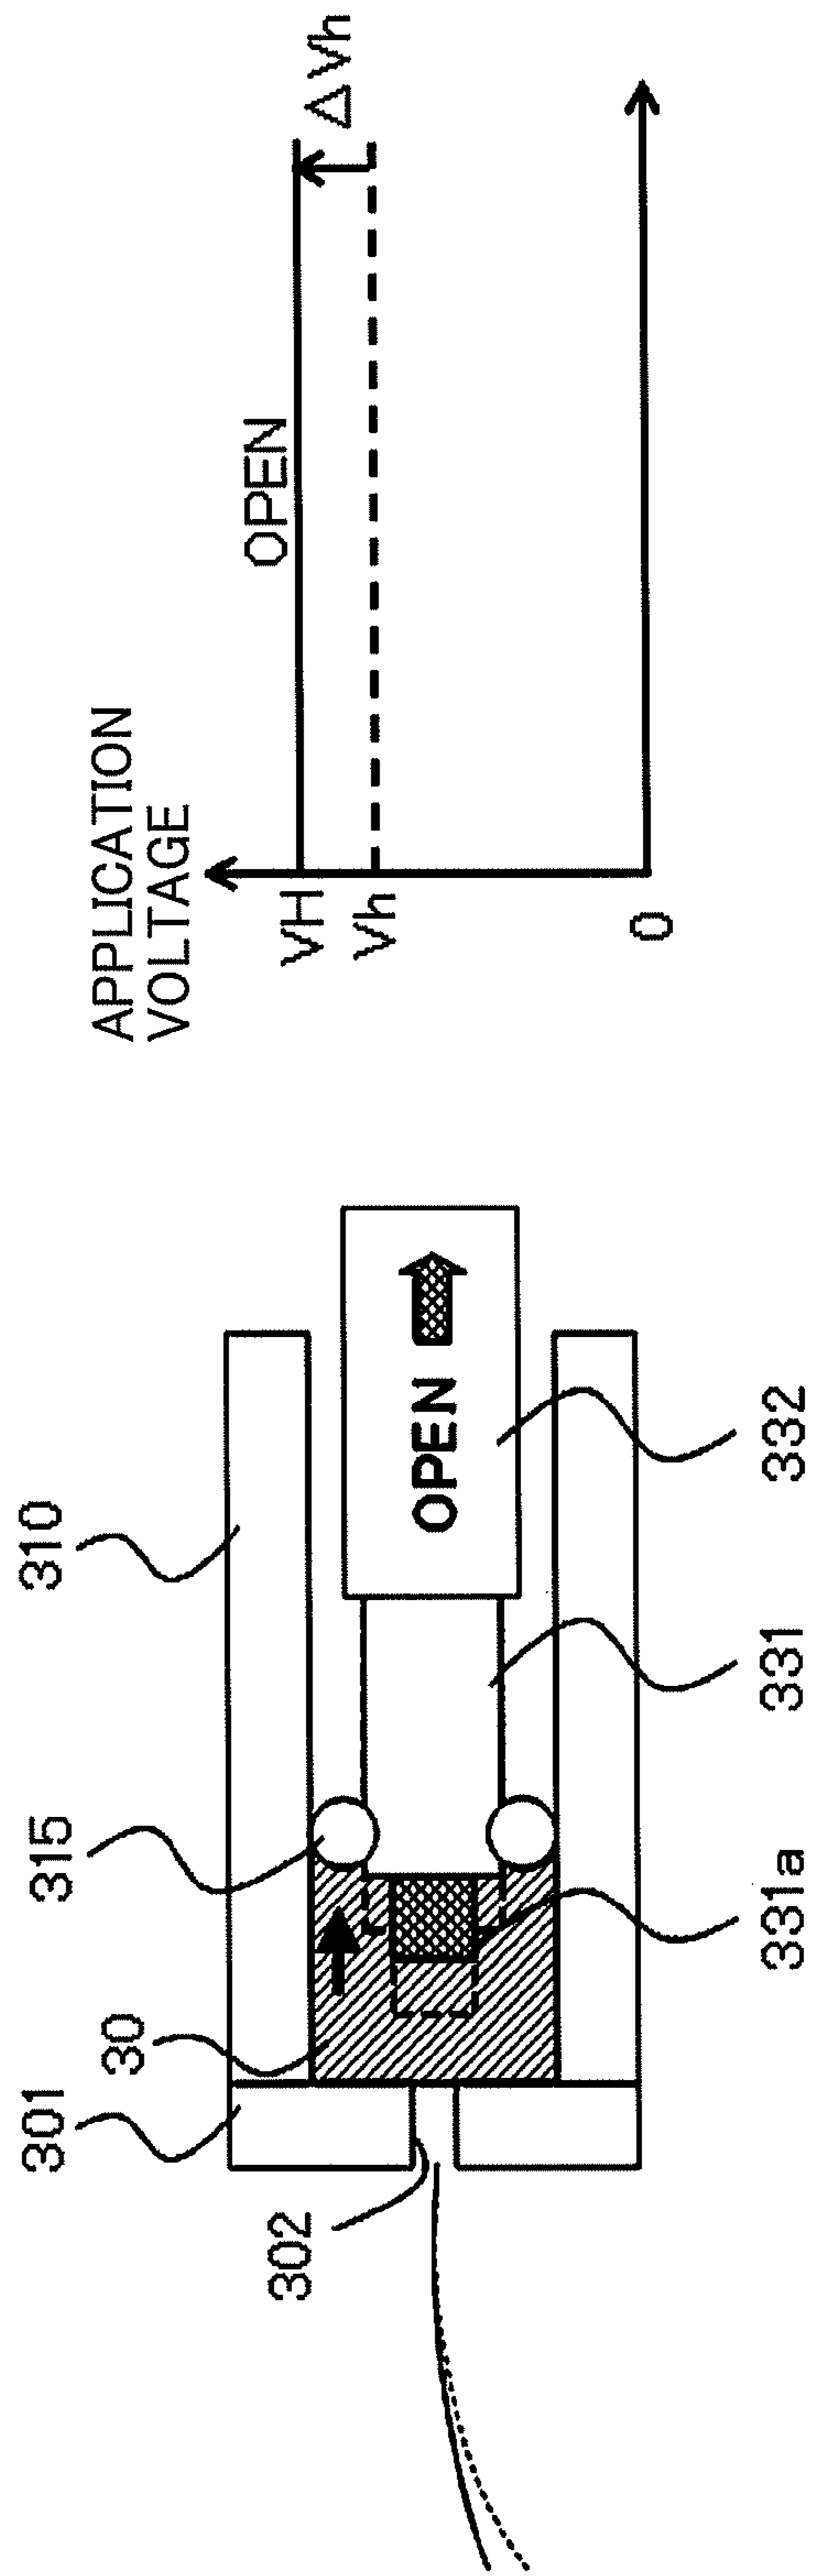 310
315
30
301
302
OPEN
332
331
331a
APPLICATION
VOLTAGE
VH
Vh
0
OPEN
ΔVh